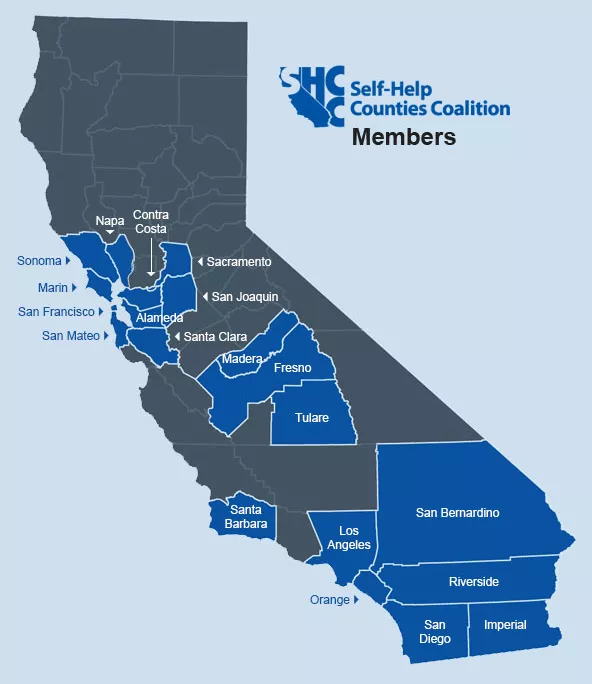 SHCC
Self-Help
Counties Coalition
Members
Napa
Contra
Costa
Sonoma
Sacramento
Marin
San Joaquin
San Francisco
Alameda
San Mateo
Santa Clara
Madera
Fresno
Tulare
Santa
Barbara
San Bernardino
Los
Angeles
Riverside
Orange
San
Diego
Imperial